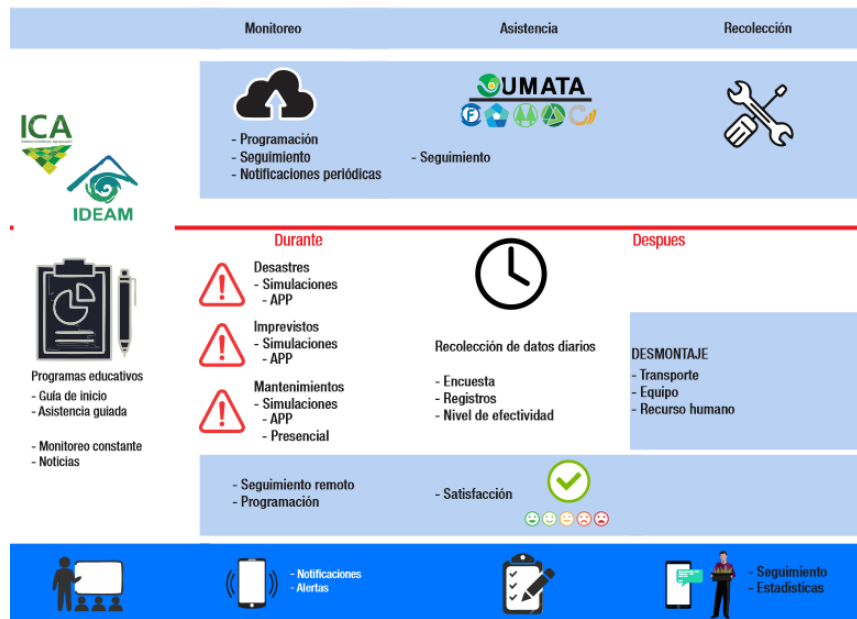 Monitoreo
Asistencia
Recolección
ICA
IDEAM
- Programación
- Seguimiento
- Notificaciones periódicas
UMATA
- Seguimiento
Durante
Despues
Programas educativos
- Guía de inicio
- Asistencia guiada
- Monitoreo constante
- Noticias
Desastres
- Simulaciones
- APP
Imprevistos
- Simulaciones
- APP
Mantenimientos
- Simulaciones
- APP
- Presencial
Recolección de datos diarios
- Encuesta
- Registros
- Nivel de efectividad
DESMONTAJE
- Transporte
- Equipo
- Recurso humano
- Seguimiento remoto
- Programación
- Satisfacción
- Notificaciones
- Alertas
- Seguimiento
- Estadisticas